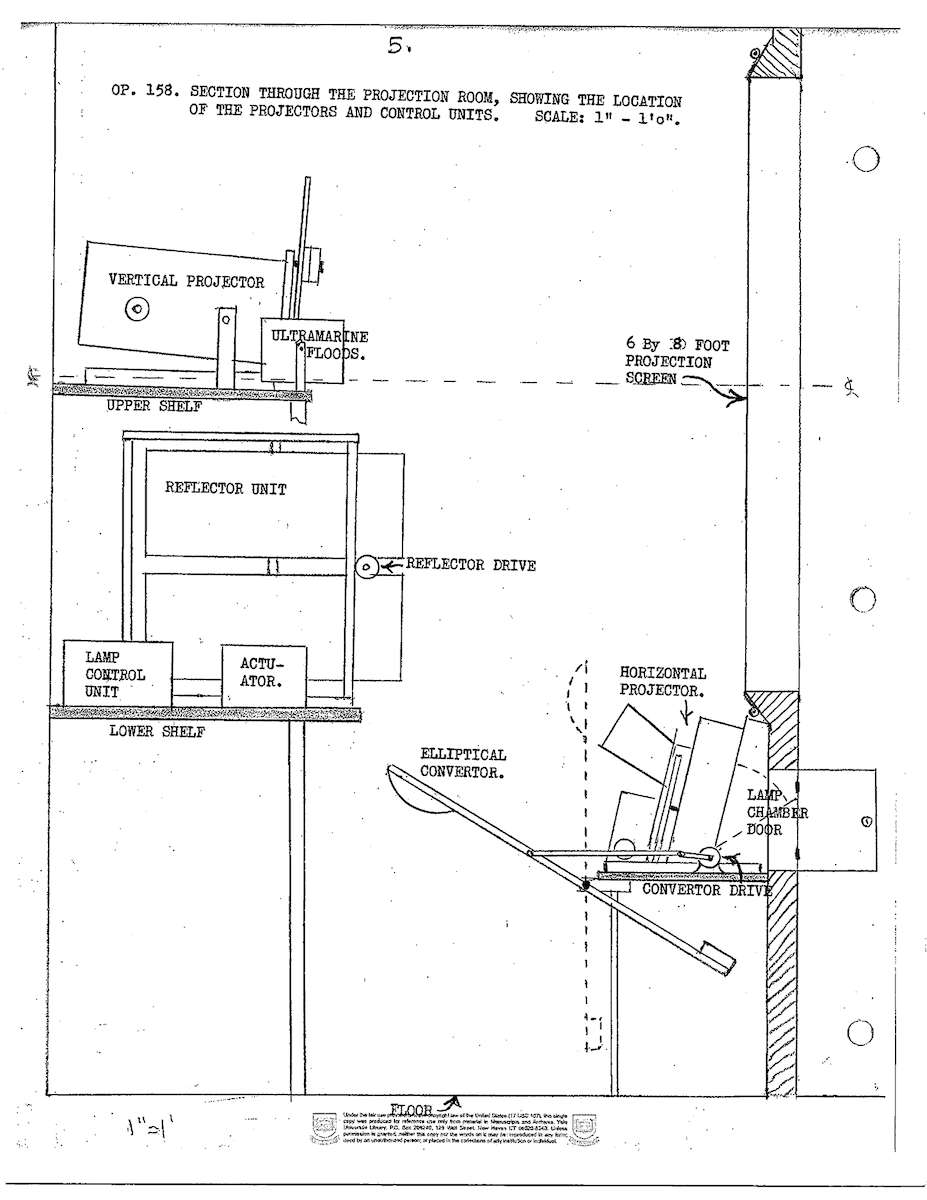 5.
OP. 158. SECTION THROUGH THE PROJECTION ROOM, SHOWING THE LOCATION
OF THE PROJECTORS AND CONTROL UNITS. SCALE: 1" - 1'0".
VERTICAL PROJECTOR
ULTRAMARINE
FLOODS.
6 By 8 FOOT
PROJECTION
SCREEN
UPPER SHELF
REFLECTOR UNIT
REFLECTOR DRIVE
LAMP
CONTROL
UNIT
ACTU-
ATOR.
HORIZONTAL
PROJECTOR.
LOWER SHELF
ELLIPTICAL
CONVERTOR.
LAMP
CHAMBER
DOOR
CONVERTOR DRIVE
FLOOR
1"=1'
Under the fair use provisions of copyright law of the United States (17 USC 107), this single
copy was produced for reference use only from material in Manuscripts and Archives, Yale
University Library, P.O. Box 208240, 128 Wall Street, New Haven CT 06520-8240. Unless
permission is granted, neither this copy nor the words on it may be reproduced in any form,
used by an unauthorized person, or placed in the collections of any institution or individual.